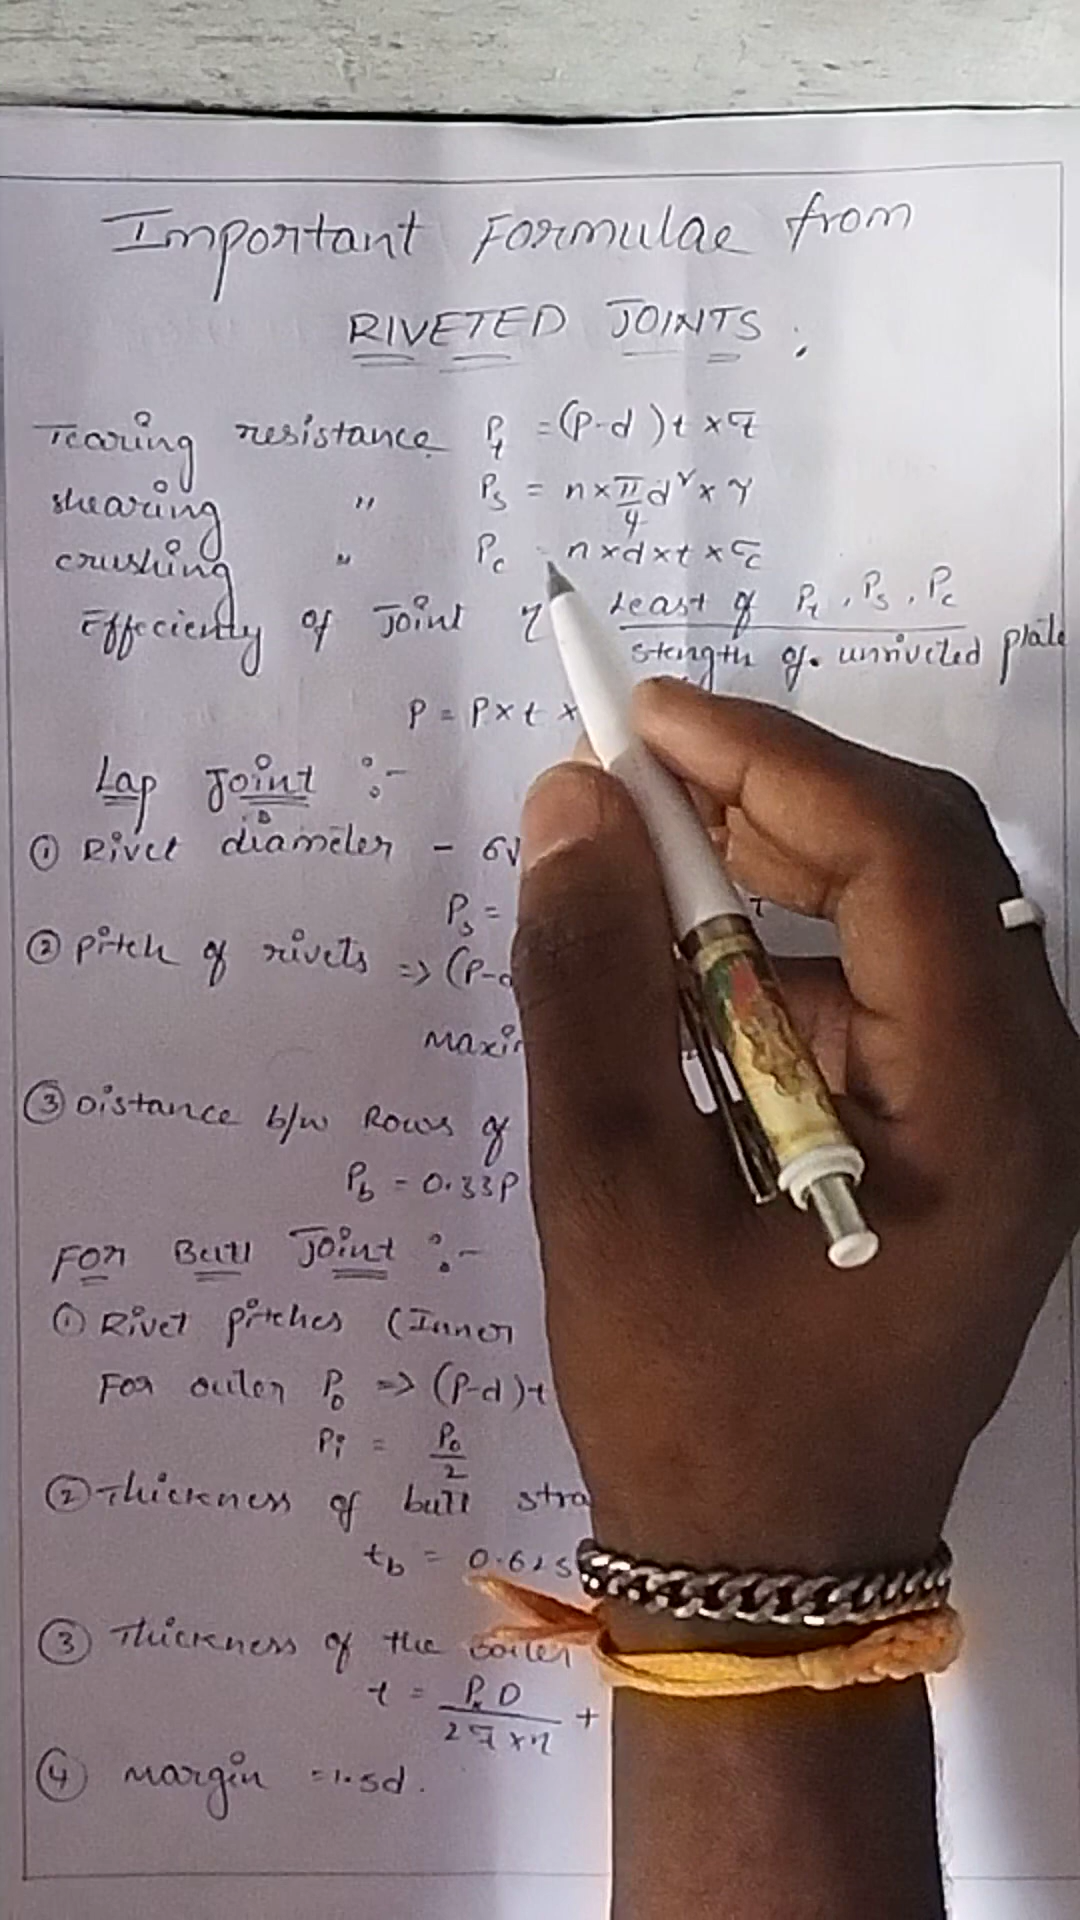 Important Formulae from
RIVETED JOINTS :
Tearing resistance Pt = (P-d)t × σt
shearing " Ps = n × π/4 d² × τ
crushing " Pc = n×d×t×σc
Effeciency of Joint η Least of Pt, Ps, Pc / stength of. unriveted plate
P = P×t×
Lap Joint :-
① Rivet diameter - 6√
Ps = τ
② pitch of rivets => (P-d
Maxi
③ Distance b/w Rows of
Pb = 0.33P
FOR Butt Joint :-
① Rivet pitches (Inner
For outer Po => (P-d)t
Pi = Po/2
② Thickness of butt stra
tb = 0.625
③ Thickness of the Boiler
t = P×D / 2σt×η +
④ margin = 1.5d.